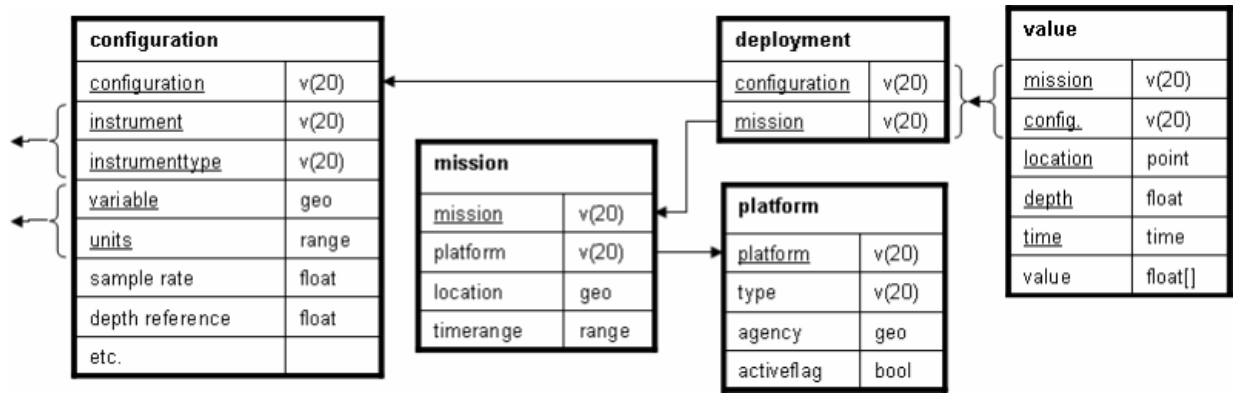 configuration
configuration v(20)
instrument v(20)
instrumenttype v(20)
variable geo
units range
sample rate float
depth reference float
etc.
mission
mission v(20)
platform v(20)
location geo
timerange range
deployment
configuration v(20)
mission v(20)
platform
platform v(20)
type v(20)
agency geo
activeflag bool
value
mission v(20)
config. v(20)
location point
depth float
time time
value float[]